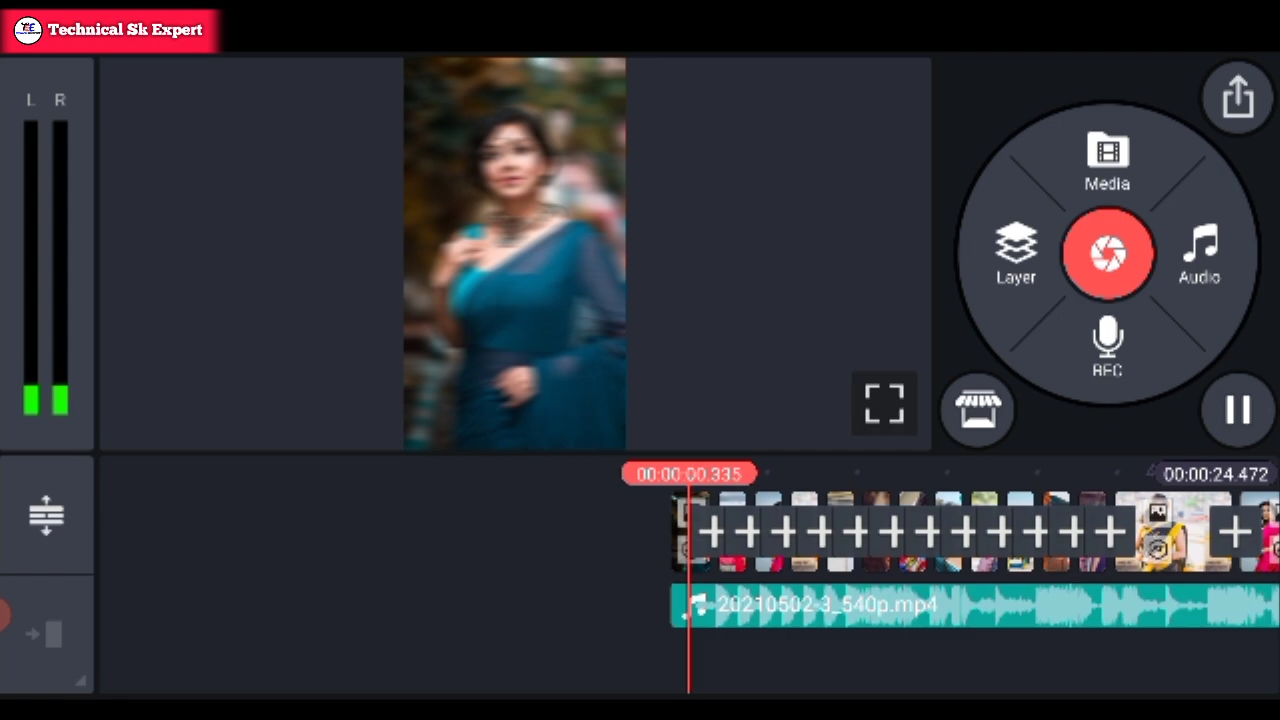 Technical Sk Expert
L R
Media
Layer
Audio
REC
00:00:00.335
00:00:24.472
20210502-3_540p.mp4